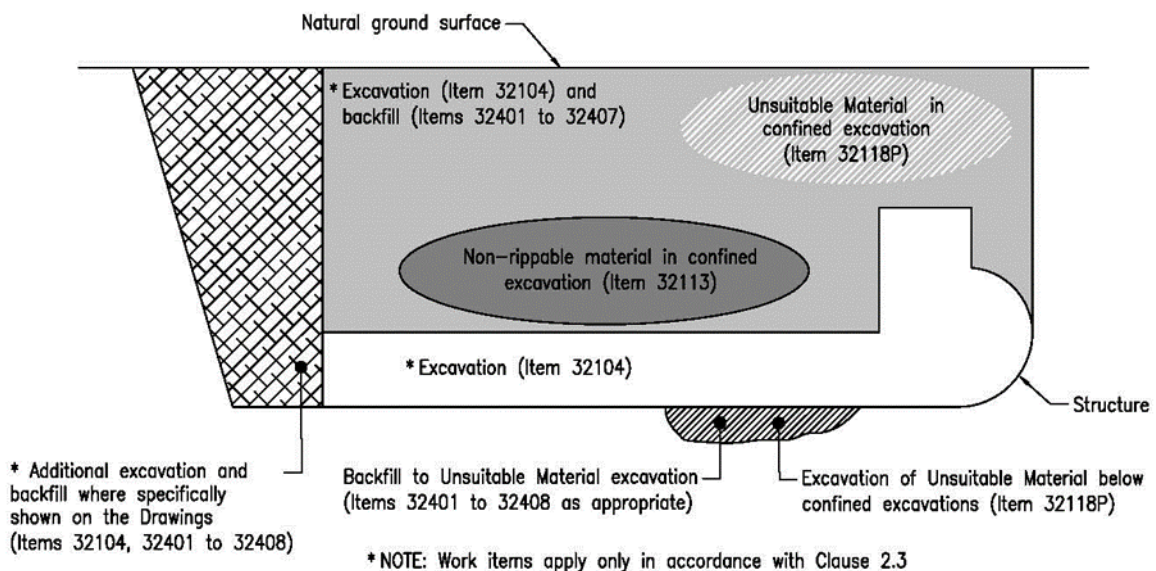 Natural ground surface
* Excavation (Item 32104) and
backfill (Items 32401 to 32407)
Unsuitable Material in
confined excavation
(Item 32118P)
Non-rippable material in confined
excavation (Item 32113)
* Excavation (Item 32104)
Structure
* Additional excavation and
backfill where specifically
shown on the Drawings
(Items 32104, 32401 to 32408)
Backfill to Unsuitable Material excavation
(Items 32401 to 32408 as appropriate)
Excavation of Unsuitable Material below
confined excavations (Item 32118P)
* NOTE: Work items apply only in accordance with Clause 2.3